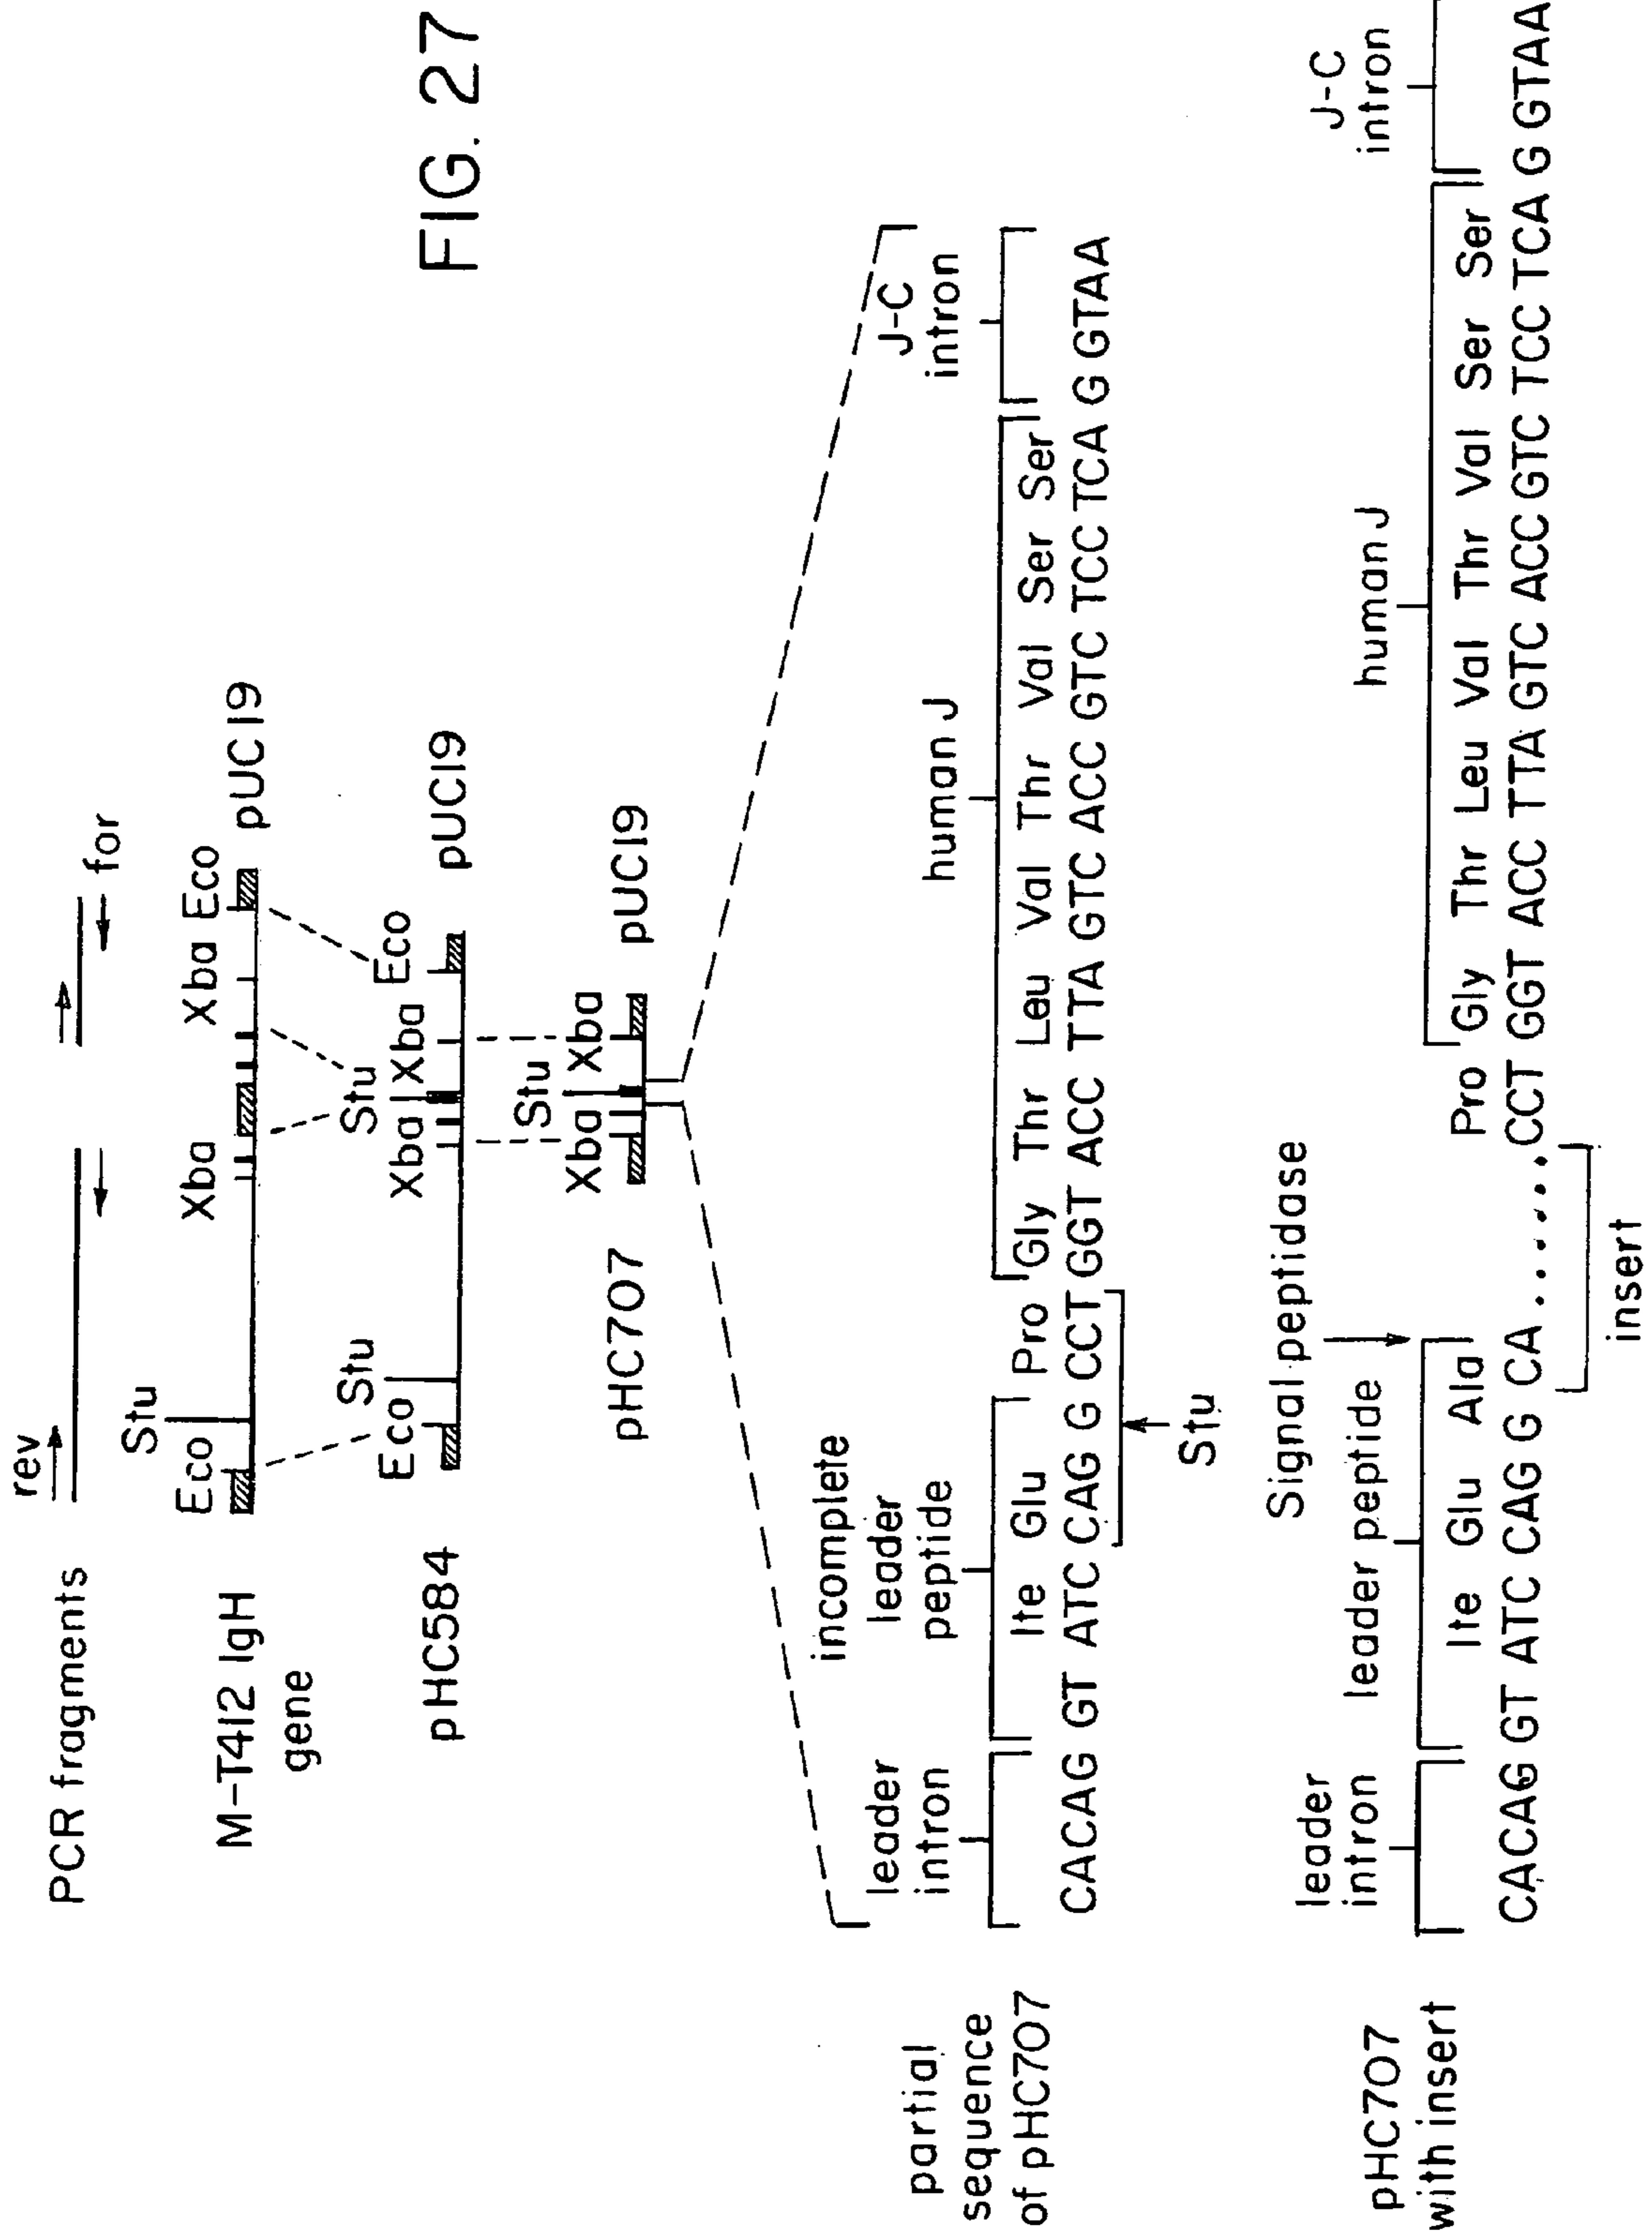 PCR fragments
rev
for
M-T412 IgH
gene
Eco
Stu
Xba
Xba
Eco
pUC19
FIG. 27
pHC584
Eco
Stu
Xba
Stu
Xba
Eco
pUC19
pHC707
Xba
Stu
Xba
pUC19
partial
sequence
of pHC707
leader
intron
incomplete
leader
peptide
human J
J-C
intron
Ite Glu Pro Gly Thr Leu Val Thr Val Ser Ser
CACAG GT ATC CAG G CCT GGT ACC TTA GTC ACC GTC TCC TCA G GTAA
Stu
pHC707
with insert
leader
intron
leader peptide
Signal peptidase
human J
J-C
intron
Ite Glu Ala Pro Gly Thr Leu Val Thr Val Ser Ser
CACAG GT ATC CAG G CA.......CCT GGT ACC TTA GTC ACC GTC TCC TCA G GTAA
insert